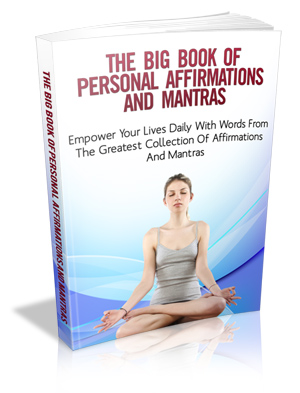 THE BIG BOOK OF
PERSONAL AFFIRMATIONS
AND MANTRAS
Empower Your Lives Daily With Words From
The Greatest Collection Of Affirmations
And Mantras
THE BIG BOOK OF PERSONAL AFFIRMATIONS AND MANTRAS